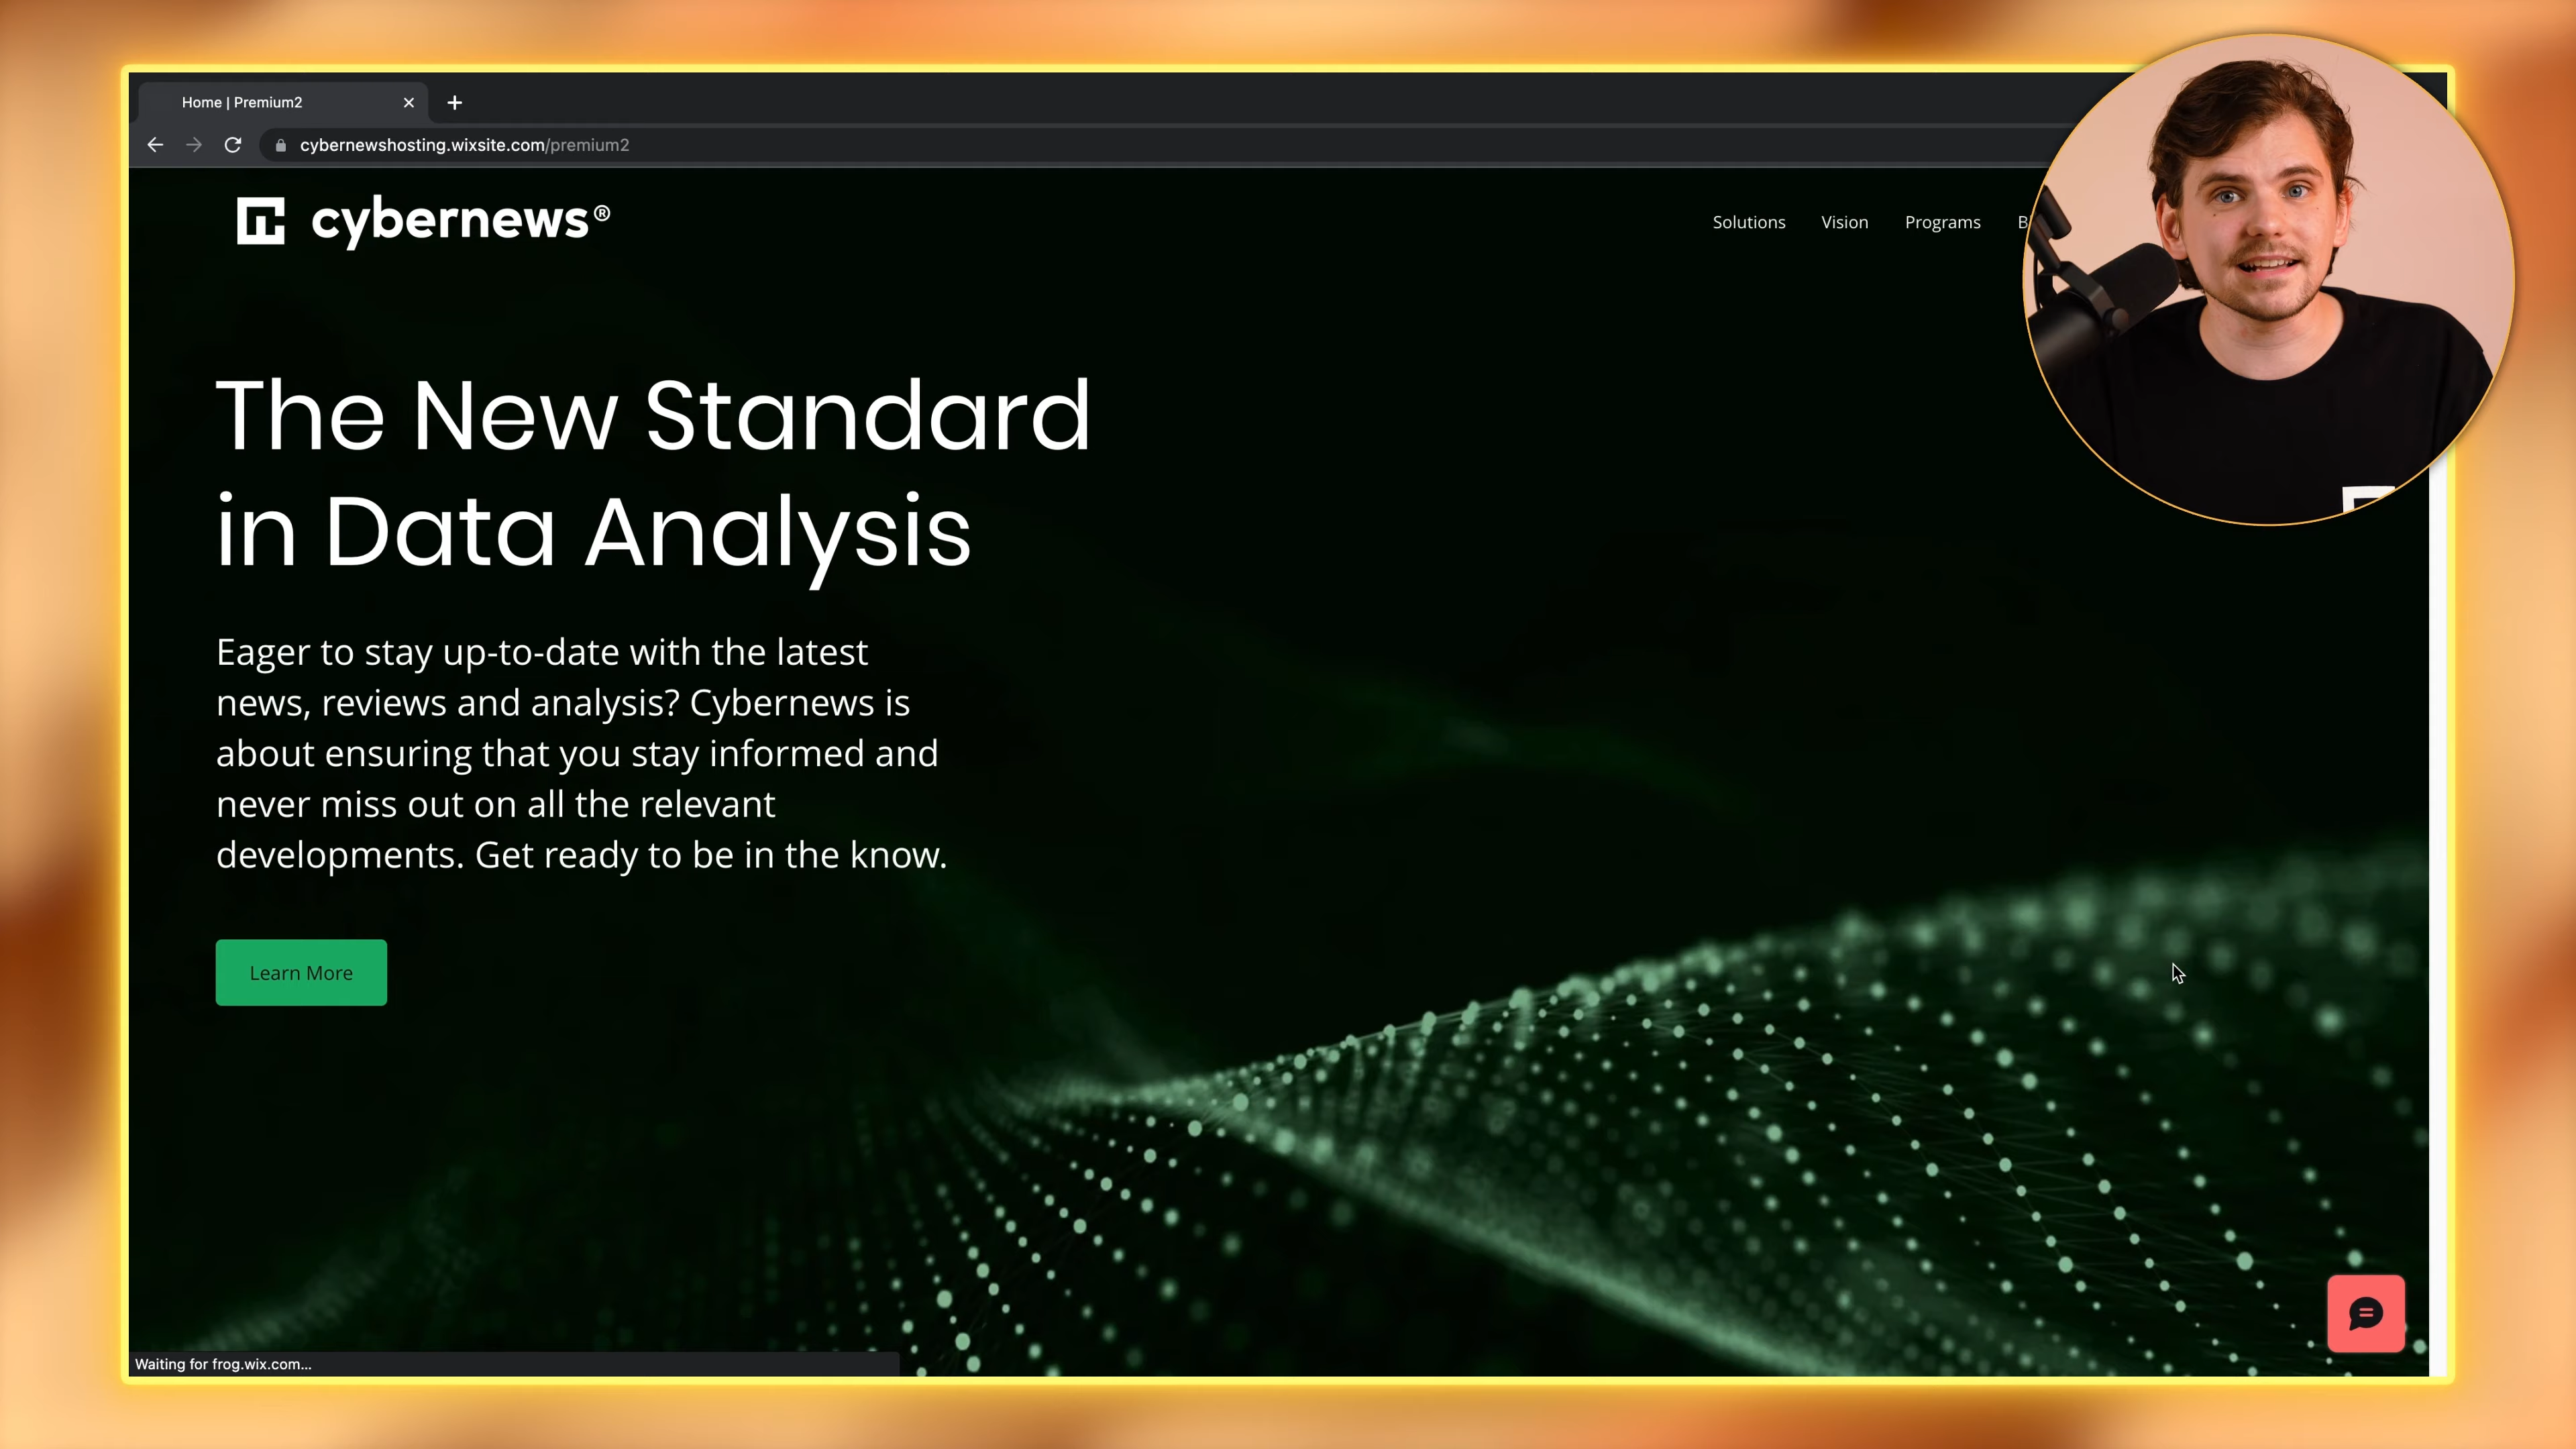 Home | Premium2
cybernewshosting.wixsite.com/premium2
cybernews®
Solutions Vision Programs
The New Standard
in Data Analysis
Eager to stay up-to-date with the latest
news, reviews and analysis? Cybernews is
about ensuring that you stay informed and
never miss out on all the relevant
developments. Get ready to be in the know.
Learn More
Waiting for frog.wix.com...